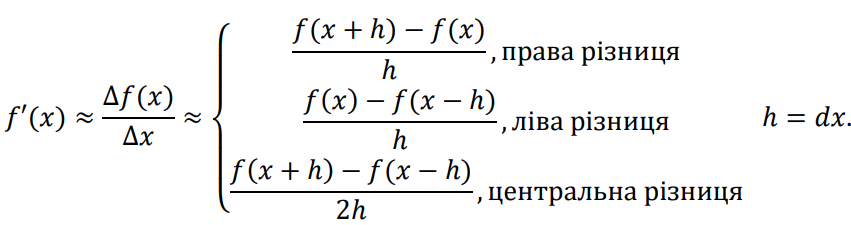 f(x + h) − f(x) / h , права різниця
f′(x) ≈ Δf(x) / Δx ≈ { f(x) − f(x − h) / h , ліва різниця h = dx.
f(x + h) − f(x − h) / 2h , центральна різниця